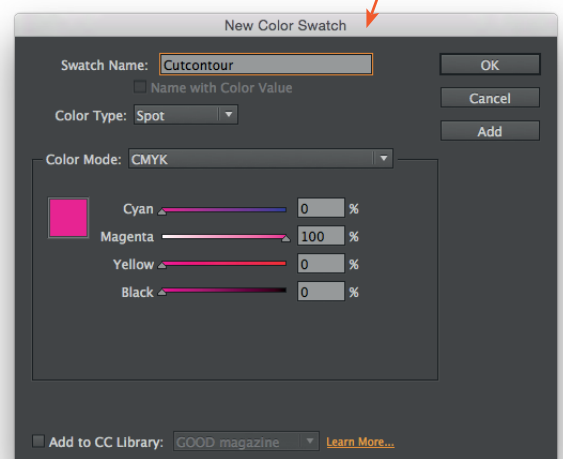 New Color Swatch
Swatch Name: Cutcontour
OK
Name with Color Value
Cancel
Color Type: Spot
Add
Color Mode: CMYK
Cyan 0 %
Magenta 100 %
Yellow 0 %
Black 0 %
Add to CC Library: GOOD magazine Learn More...